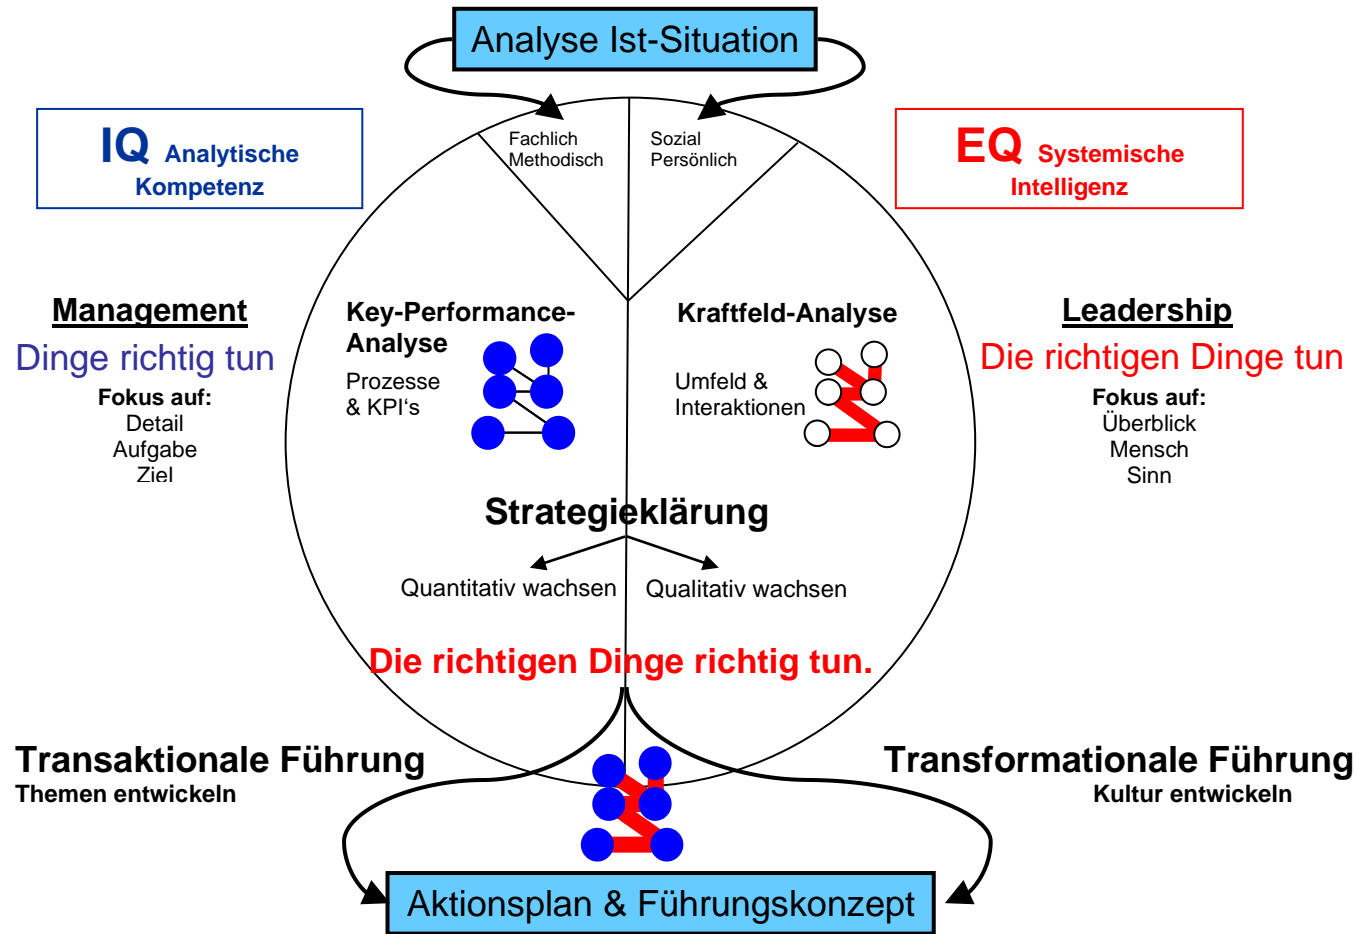 Analyse Ist-Situation
IQ Analytische
Kompetenz
Fachlich
Methodisch
Sozial
Persönlich
EQ Systemische
Intelligenz
Management
Dinge richtig tun
Fokus auf:
Detail
Aufgabe
Ziel
Key-Performance-
Analyse
Prozesse
& KPI's
Kraftfeld-Analyse
Umfeld &
Interaktionen
Leadership
Die richtigen Dinge tun
Fokus auf:
Überblick
Mensch
Sinn
Strategieklärung
Quantitativ wachsen
Qualitativ wachsen
Die richtigen Dinge richtig tun.
Transaktionale Führung
Themen entwickeln
Transformationale Führung
Kultur entwickeln
Aktionsplan & Führungskonzept